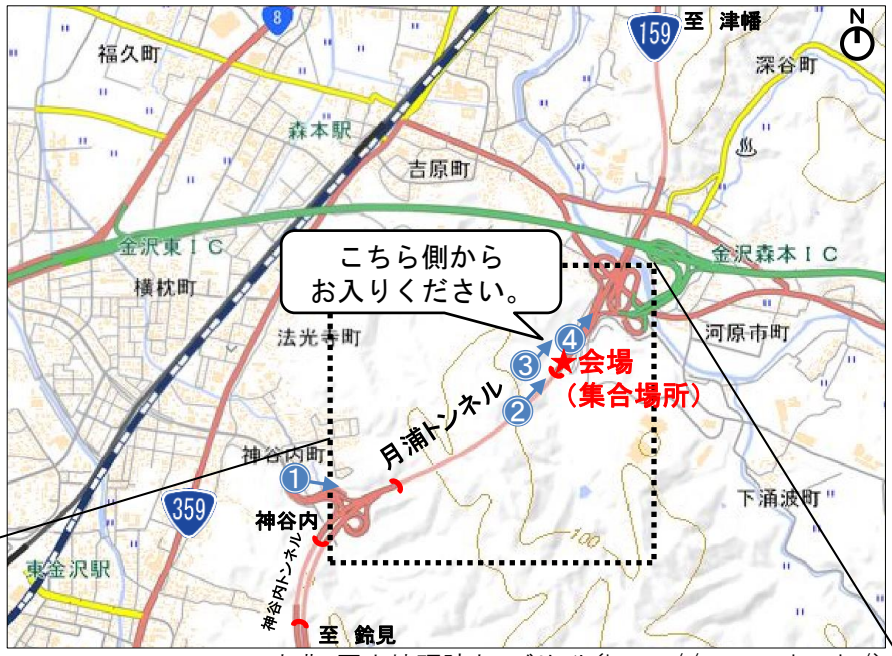 8
福久町
159
至 津幡
N
深谷町
森本駅
吉原町
金沢東IC
金沢森本IC
こちら側から
お入りください。
横枕町
法光寺町
河原市町
④
③
★会場
(集合場所)
②
月浦トンネル
神谷内町
①
359
神谷内
下涌波町
100
神谷内トンネル
東金沢駅
至 鈴見